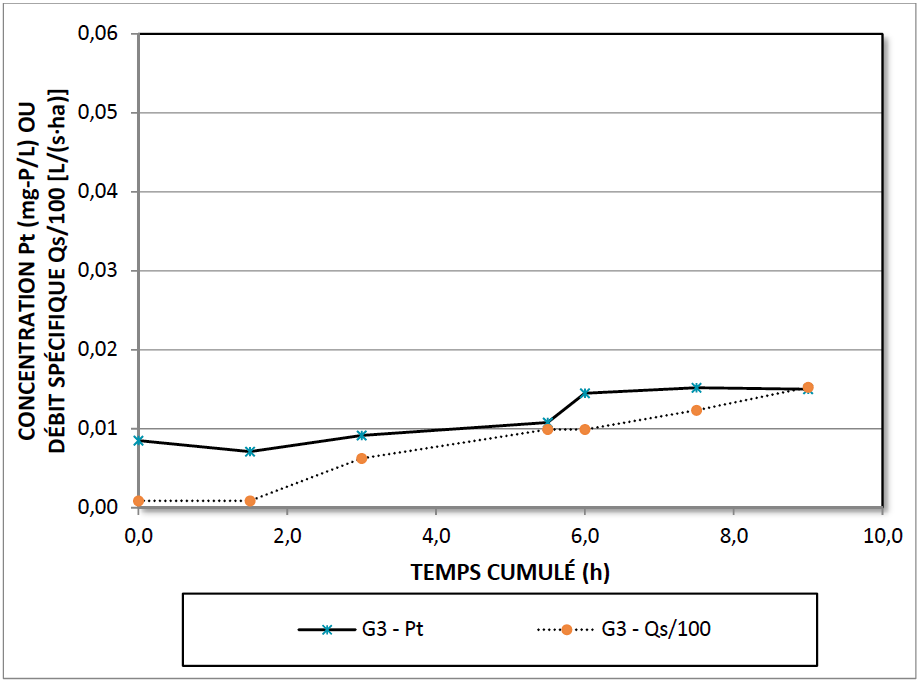 CONCENTRATION Pt (mg-P/L) OU
DÉBIT SPÉCIFIQUE Qs/100 [L/(s·ha)]
0,06
0,05
0,04
0,03
0,02
0,01
0,00
0,0 2,0 4,0 6,0 8,0 10,0
TEMPS CUMULÉ (h)
G3 - Pt G3 - Qs/100